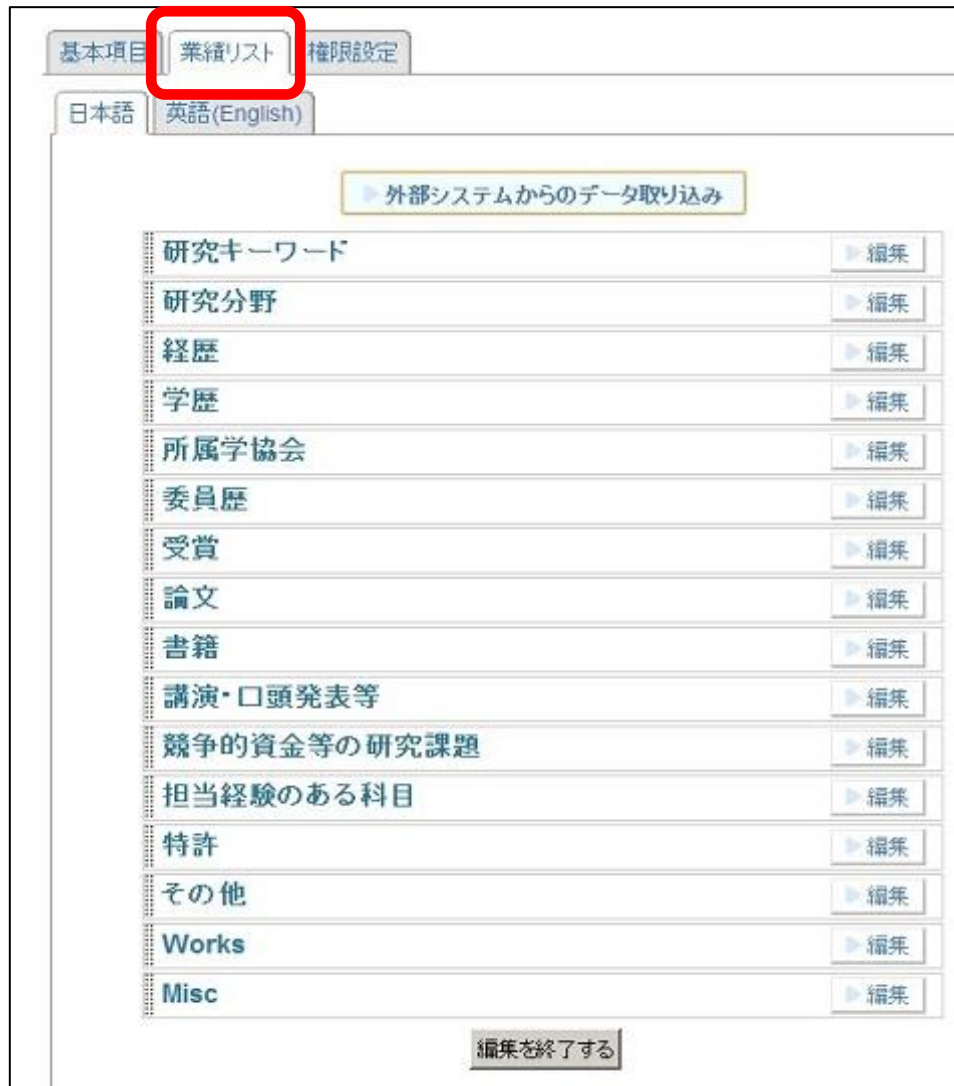 基本項目 業績リスト 権限設定
日本語 英語(English)
外部システムからのデータ取り込み
研究キーワード 編集
研究分野 編集
経歴 編集
学歴 編集
所属学協会 編集
委員歴 編集
受賞 編集
論文 編集
書籍 編集
講演・口頭発表等 編集
競争的資金等の研究課題 編集
担当経験のある科目 編集
特許 編集
その他 編集
Works 編集
Misc 編集
編集を終了する